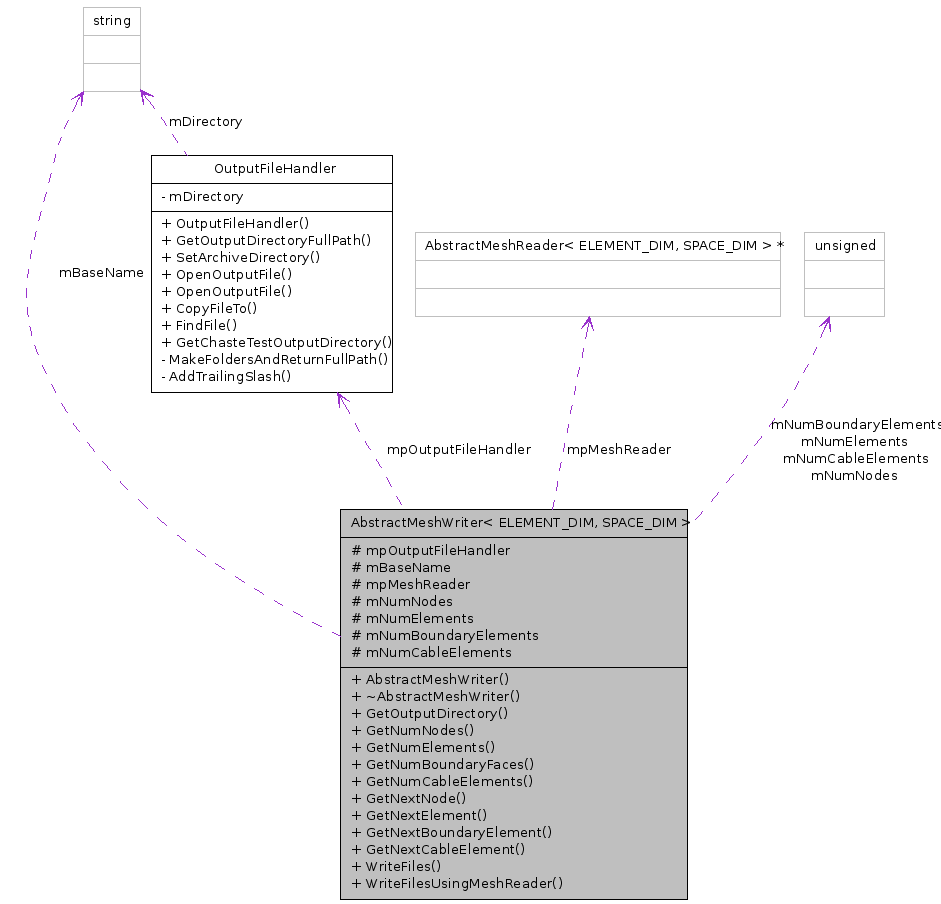 string
mDirectory
OutputFileHandler
- mDirectory
+ OutputFileHandler()
+ GetOutputDirectoryFullPath()
+ SetArchiveDirectory()
+ OpenOutputFile()
+ OpenOutputFile()
+ CopyFileTo()
+ FindFile()
+ GetChasteTestOutputDirectory()
- MakeFoldersAndReturnFullPath()
- AddTrailingSlash()
mBaseName
AbstractMeshReader< ELEMENT_DIM, SPACE_DIM > *
unsigned
mpOutputFileHandler
mpMeshReader
mNumBoundaryElements
mNumElements
mNumCableElements
mNumNodes
AbstractMeshWriter< ELEMENT_DIM, SPACE_DIM >
# mpOutputFileHandler
# mBaseName
# mpMeshReader
# mNumNodes
# mNumElements
# mNumBoundaryElements
# mNumCableElements
+ AbstractMeshWriter()
+ ~AbstractMeshWriter()
+ GetOutputDirectory()
+ GetNumNodes()
+ GetNumElements()
+ GetNumBoundaryFaces()
+ GetNumCableElements()
+ GetNextNode()
+ GetNextElement()
+ GetNextBoundaryElement()
+ GetNextCableElement()
+ WriteFiles()
+ WriteFilesUsingMeshReader()